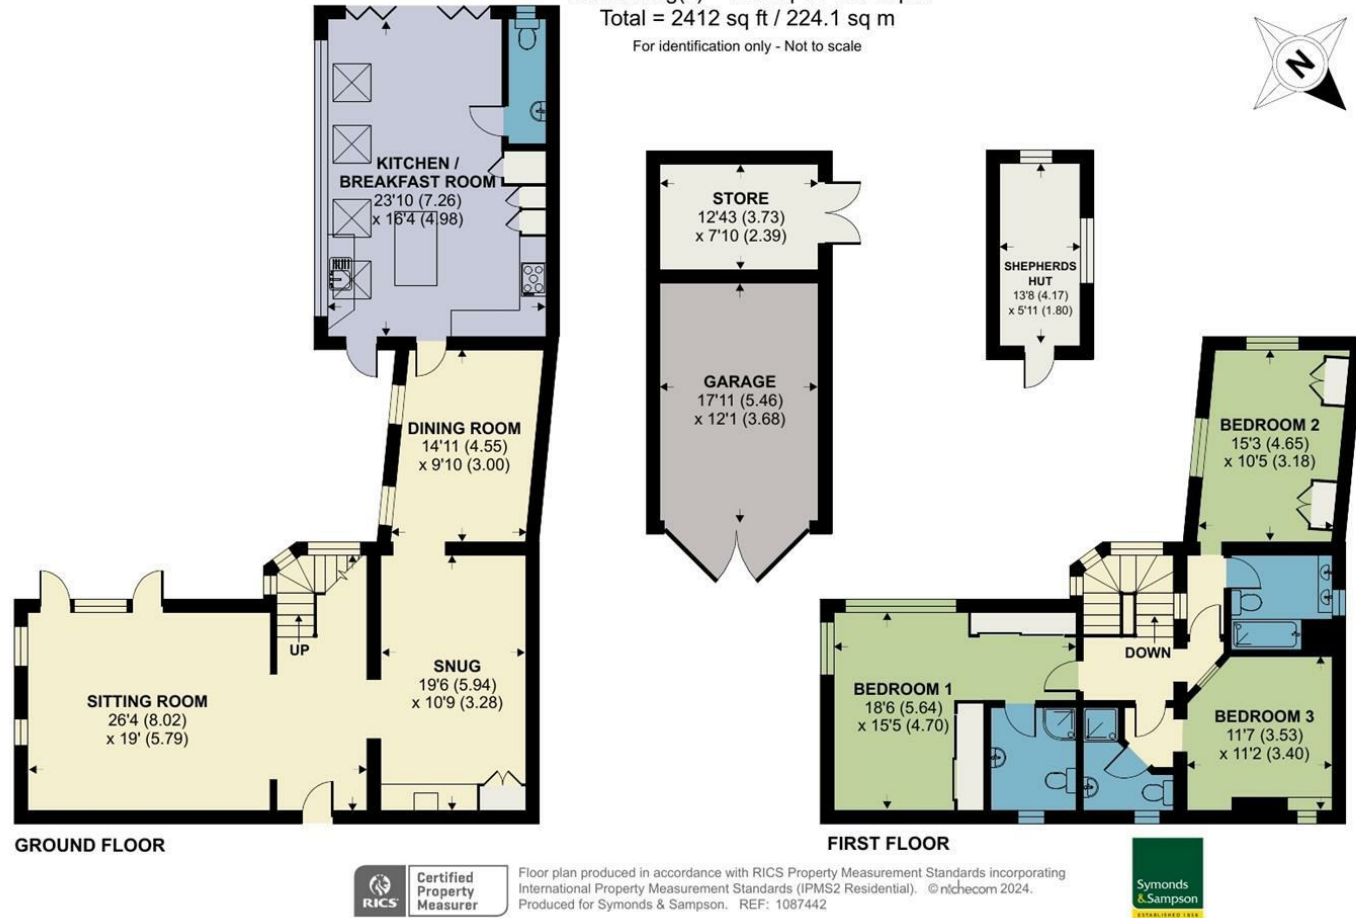 Total = 2412 sq ft / 224.1 sq m
For identification only - Not to scale
N
KITCHEN /
BREAKFAST ROOM
23'10 (7.26)
x 16'4 (4.98)
STORE
12'43 (3.73)
x 7'10 (2.39)
SHEPHERDS
HUT
13'8 (4.17)
x 5'11 (1.80)
GARAGE
17'11 (5.46)
x 12'1 (3.68)
DINING ROOM
14'11 (4.55)
x 9'10 (3.00)
BEDROOM 2
15'3 (4.65)
x 10'5 (3.18)
UP
SNUG
19'6 (5.94)
x 10'9 (3.28)
SITTING ROOM
26'4 (8.02)
x 19' (5.79)
DOWN
BEDROOM 1
18'6 (5.64)
x 15'5 (4.70)
BEDROOM 3
11'7 (3.53)
x 11'2 (3.40)
GROUND FLOOR
FIRST FLOOR
RICS
Certified
Property
Measurer
Floor plan produced in accordance with RICS Property Measurement Standards incorporating
International Property Measurement Standards (IPMS2 Residential). © nichecom 2024.
Produced for Symonds & Sampson. REF: 1087442
Symonds
& Sampson
ESTABLISHED 1858